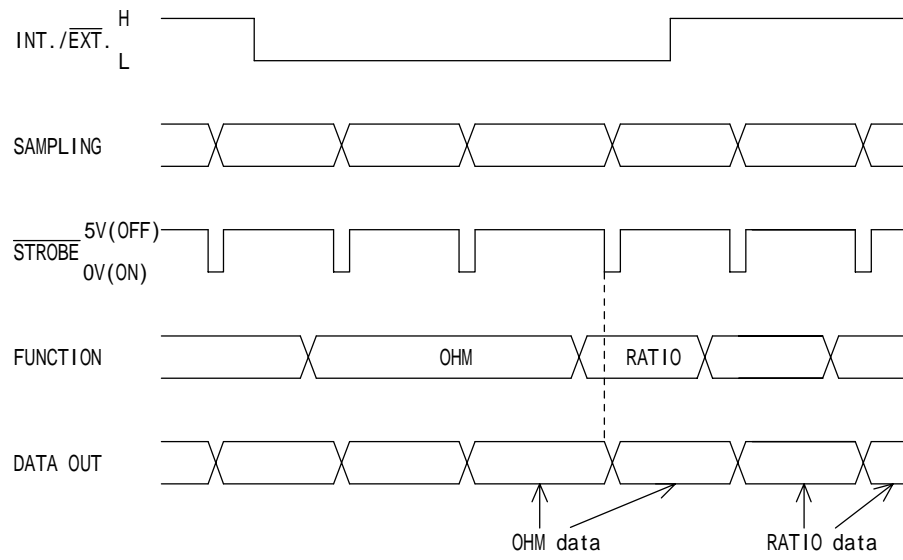 H
INT./EXT.
L
SAMPLING
5V(OFF)
STROBE
0V(ON)
FUNCTION OHM RATIO
DATA OUT
OHM data RATIO data